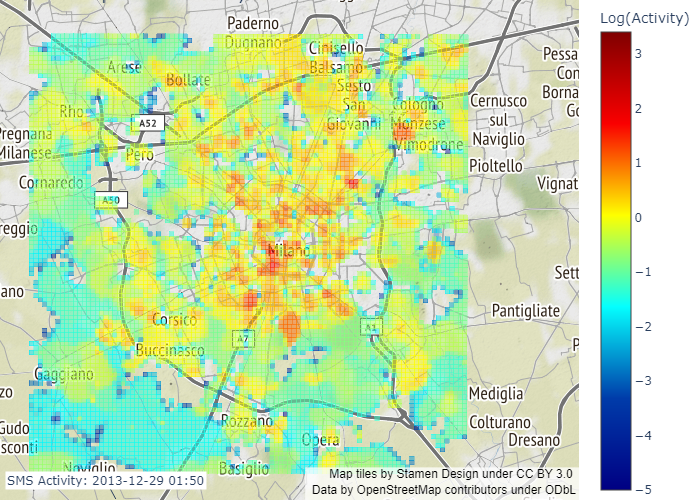 Log(Activity)
Paderno
Dugnano
Cinisello
Balsamo
Arese
Bollate
Sesto
San
Giovanni
Cologno
Monzese
Vimodrone
Cernusco
sul
Naviglio
Pessa
Con
Borna
Go
Rho
A52
Pregnana
Milanese
Pero
Pioltello
Cornaredo
A50
Vignat
reggio
Milano
Sett
ano
Pantigliate
Corsico
A7
A1
Buccinasco
Gaggiano
zo
Mediglia
Rozzano
Colturano
Opera
Dresano
Gudo
sconti
Noviglio
Basiglio
P
3
2
1
0
−1
−2
−3
−4
−5
SMS Activity: 2013-12-29 01:50
Map tiles by Stamen Design under CC BY 3.0
Data by OpenStreetMap contributors under ODbL